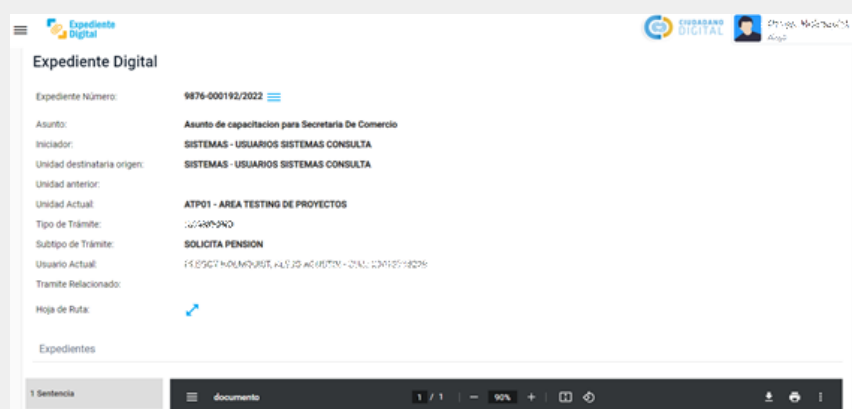 Expediente
Digital
CIUDADANO
DIGITAL
Expediente Digital
Expediente Número: 9876-000192/2022
Asunto: Asunto de capacitacion para Secretaria De Comercio
Iniciador: SISTEMAS - USUARIOS SISTEMAS CONSULTA
Unidad destinataria origen: SISTEMAS - USUARIOS SISTEMAS CONSULTA
Unidad anterior:
Unidad Actual: ATP01 - AREA TESTING DE PROYECTOS
Tipo de Trámite:
Subtipo de Trámite: SOLICITA PENSION
Usuario Actual:
Tramite Relacionado:
Hoja de Ruta:
Expedientes
1 Sentencia
documento 1 / 1 90%